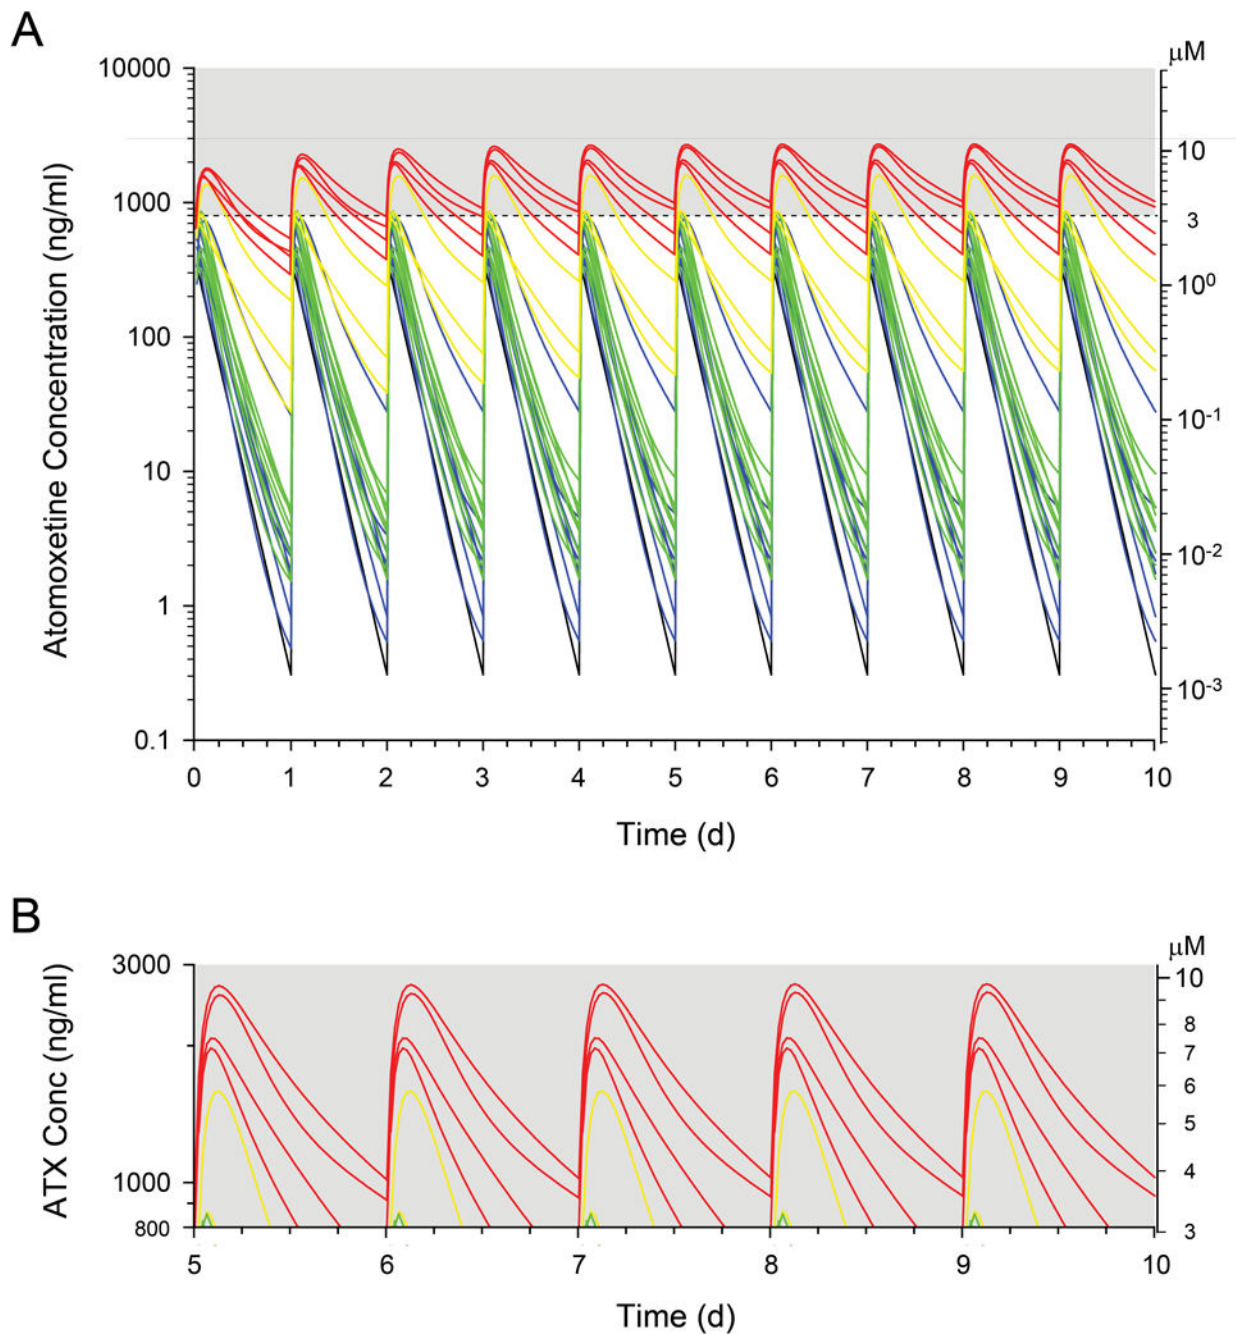 A
μM
10000
1000
100
10
1
0.1
Atomoxetine Concentration (ng/ml)
10
3
10⁰
10⁻¹
10⁻²
10⁻³
0 1 2 3 4 5 6 7 8 9 10
Time (d)
B
μM
3000
1000
800
ATX Conc (ng/ml)
10
8
7
6
5
4
3
5 6 7 8 9 10
Time (d)